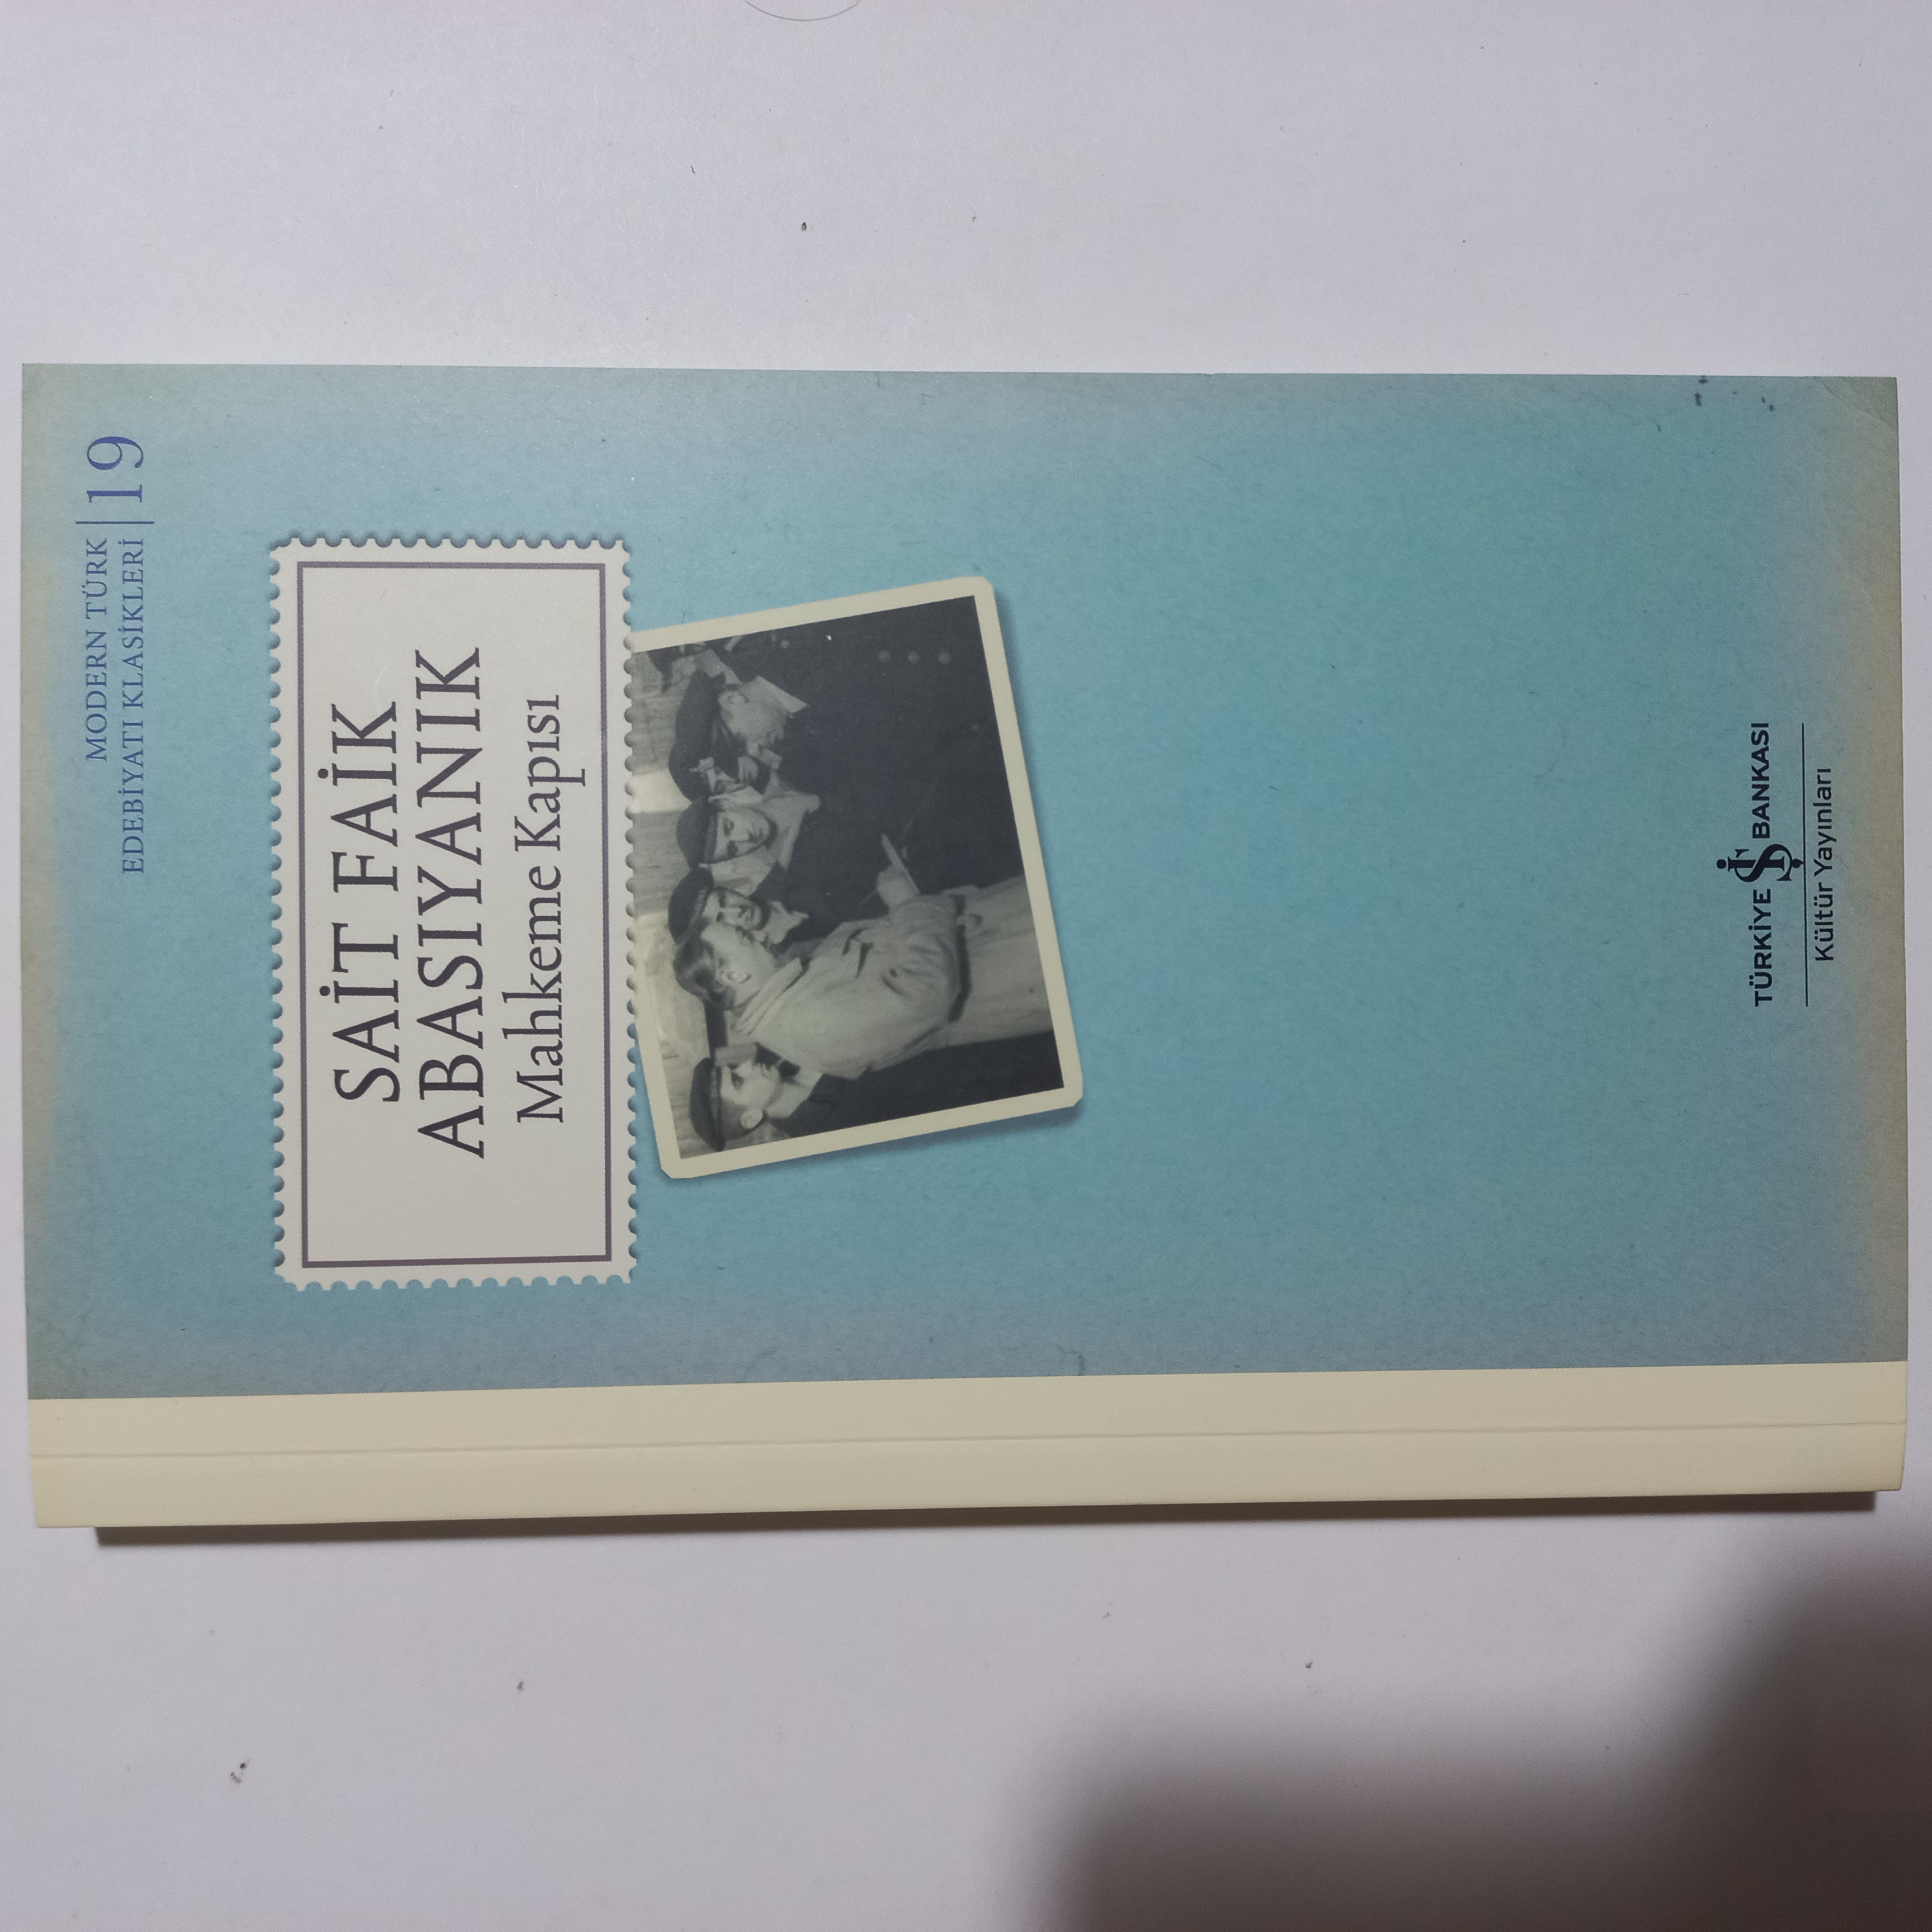 MODERN TÜRK
EDEBİYATI KLASİKLERİ | 19
SAİT FAİK
ABASIYANIK
Mahkeme Kapısı
TÜRKİYE İŞ BANKASI
Kültür Yayınları